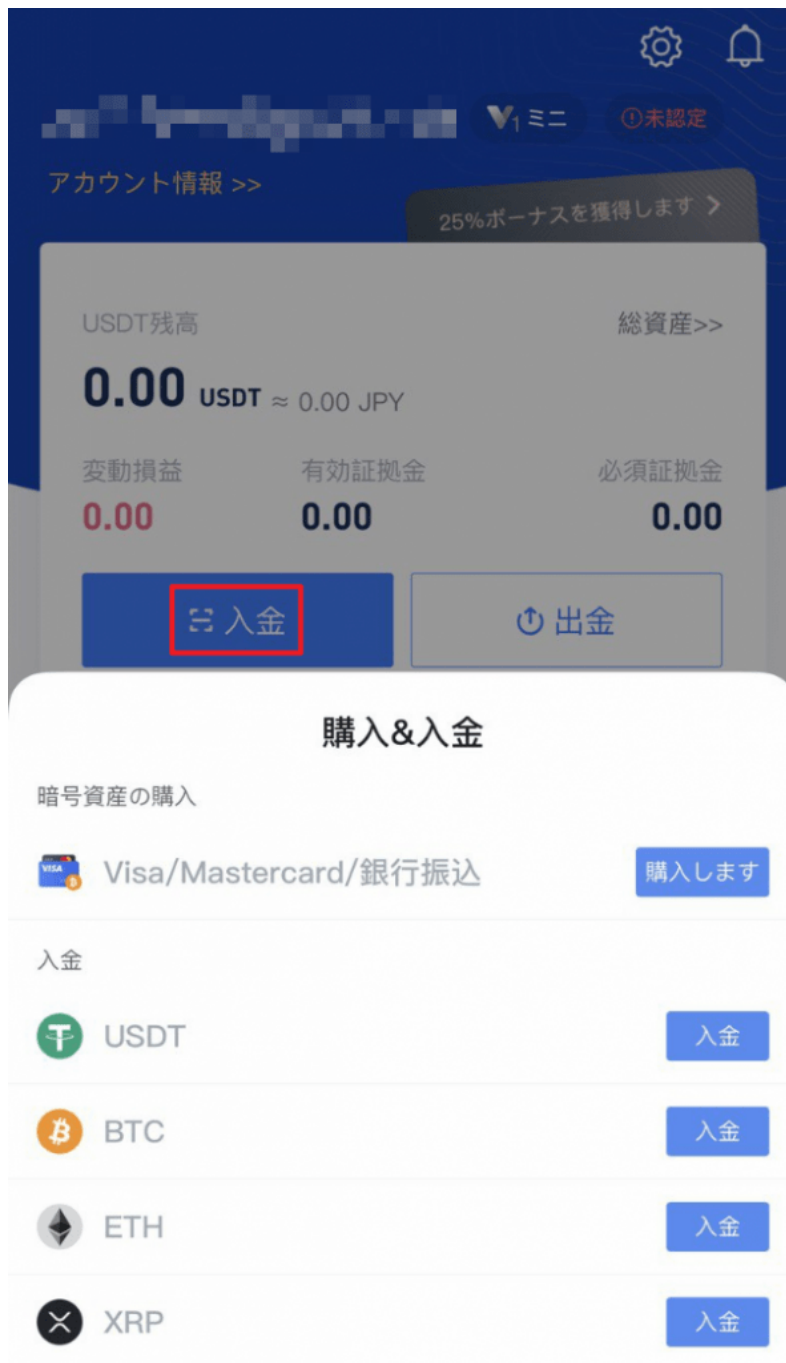 V1 ミニ
未認定
アカウント情報 >>
25%ボーナスを獲得します >
USDT残高
総資産>>
0.00 USDT ≈ 0.00 JPY
変動損益 有効証拠金 必須証拠金
0.00 0.00 0.00
入金 出金
購入&入金
暗号資産の購入
VISA
Visa/Mastercard/銀行振込 購入します
入金
USDT 入金
BTC 入金
ETH 入金
XRP 入金